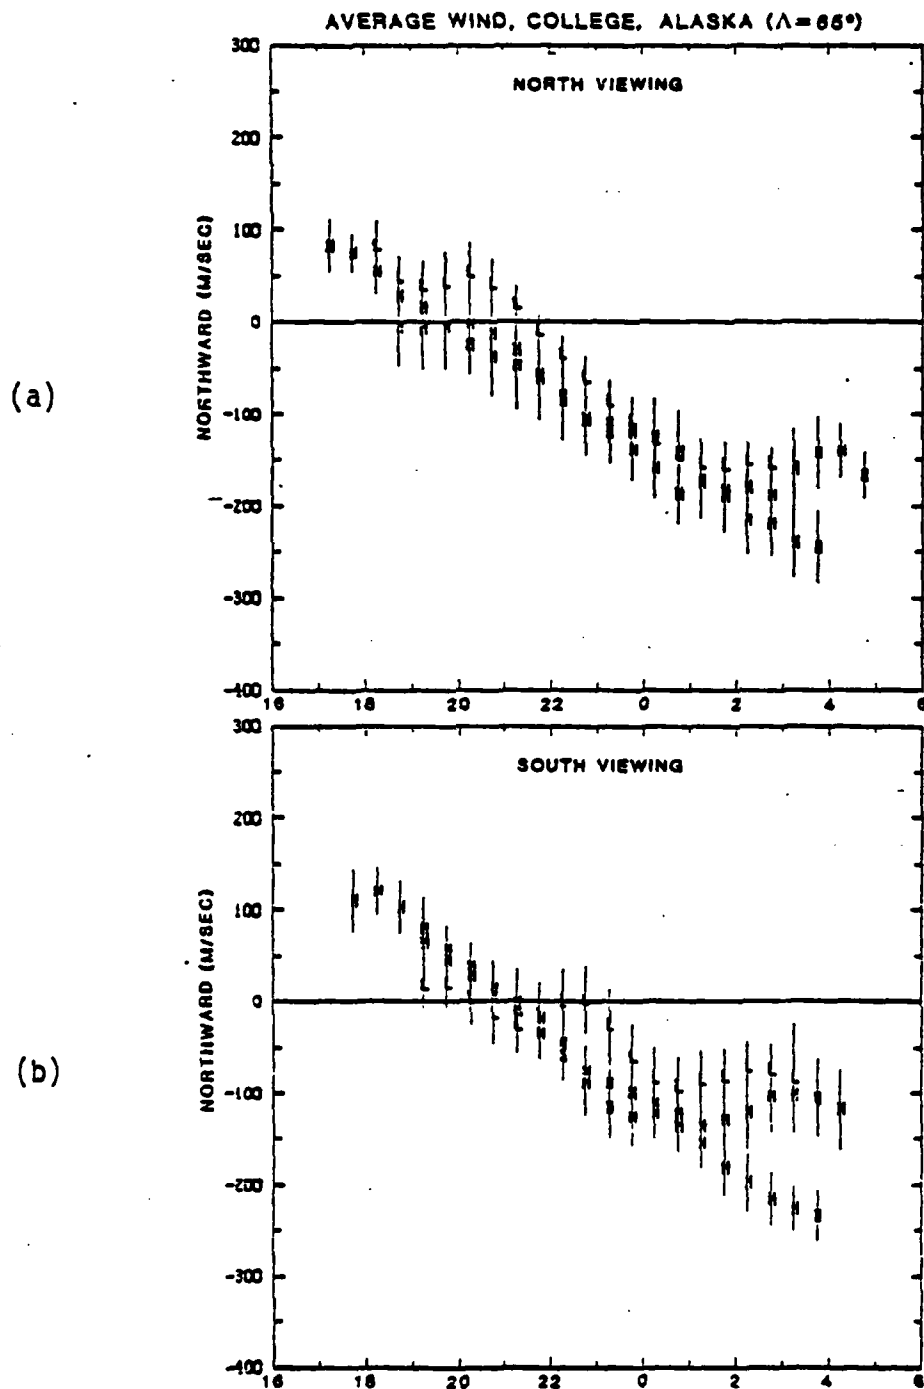 AVERAGE WIND, COLLEGE, ALASKA (Λ=65°)
300
NORTH VIEWING
200
100
0
-100
-200
-300
-400
NORTHWARD (M/SEC)
(a)
16 18 20 22 0 2 4 6
300
SOUTH VIEWING
200
100
0
-100
-200
-300
-400
NORTHWARD (M/SEC)
(b)
16 18 20 22 0 2 4 6